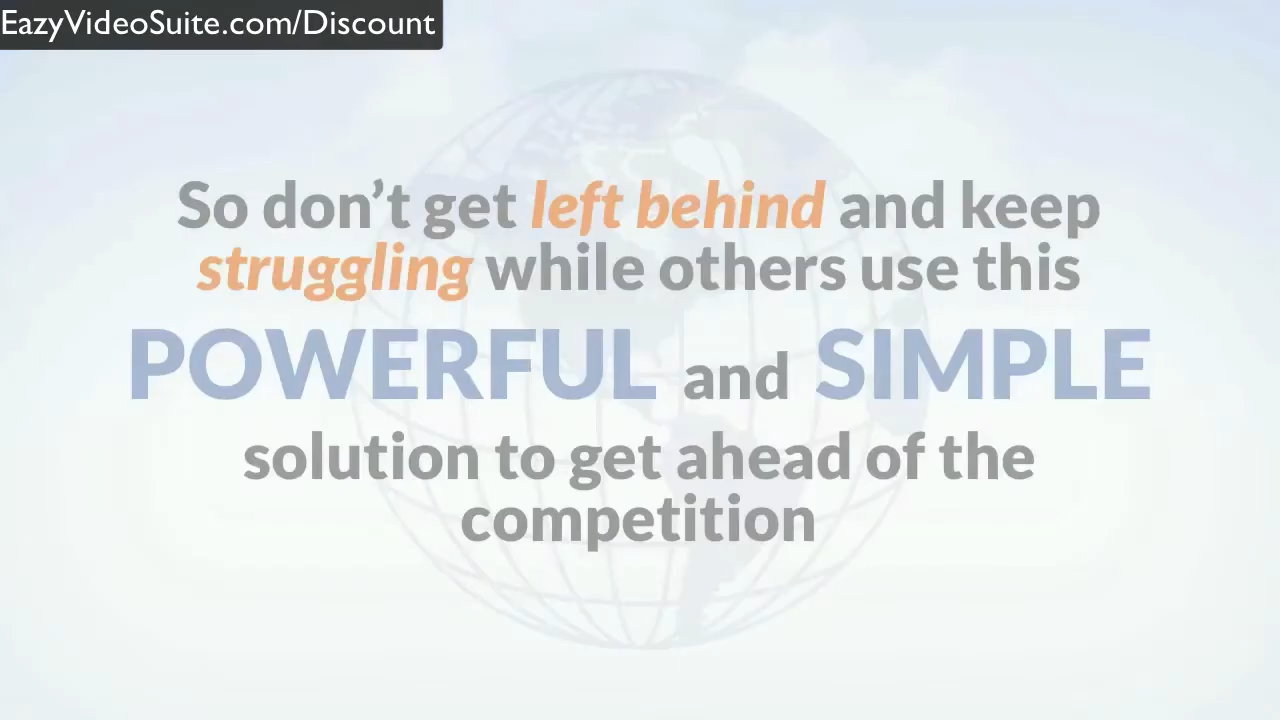 EazyVideoSuite.com/Discount
So don’t get left behind and keep
struggling while others use this
POWERFUL and SIMPLE
solution to get ahead of the
competition